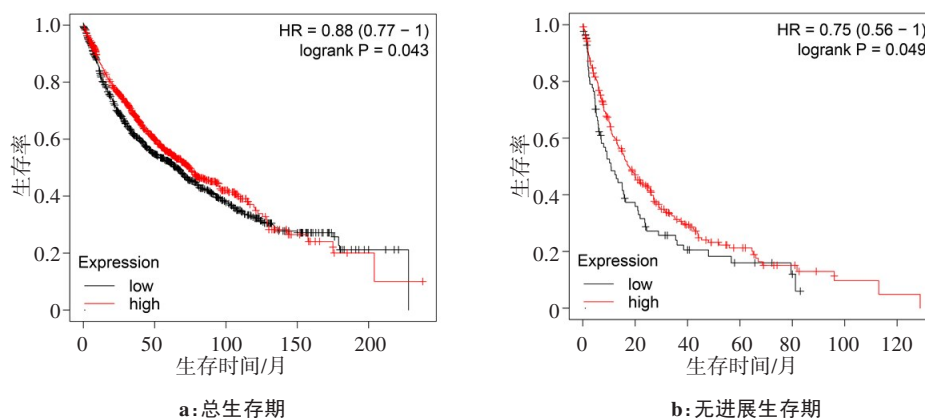 HR = 0.88 (0.77 − 1)
logrank P = 0.043
生存率
1.0
0.8
0.6
0.4
0.2
0
Expression
low
high
0 50 100 150 200
生存时间/月
a:总生存期
HR = 0.75 (0.56 − 1)
logrank P = 0.049
生存率
1.0
0.8
0.6
0.4
0.2
0
Expression
low
high
0 20 40 60 80 100 120
生存时间/月
b:无进展生存期